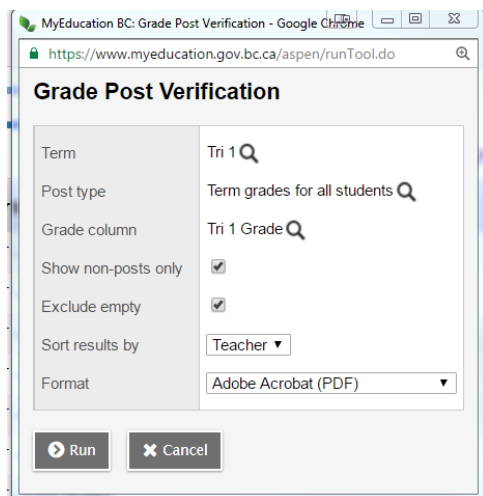 MyEducation BC: Grade Post Verification - Google Chrome
https://www.myeducation.gov.bc.ca/aspen/runTool.do
Grade Post Verification
Term Tri 1
Post type Term grades for all students
Grade column Tri 1 Grade
Show non-posts only
Exclude empty
Sort results by Teacher
Format Adobe Acrobat (PDF)
Run Cancel